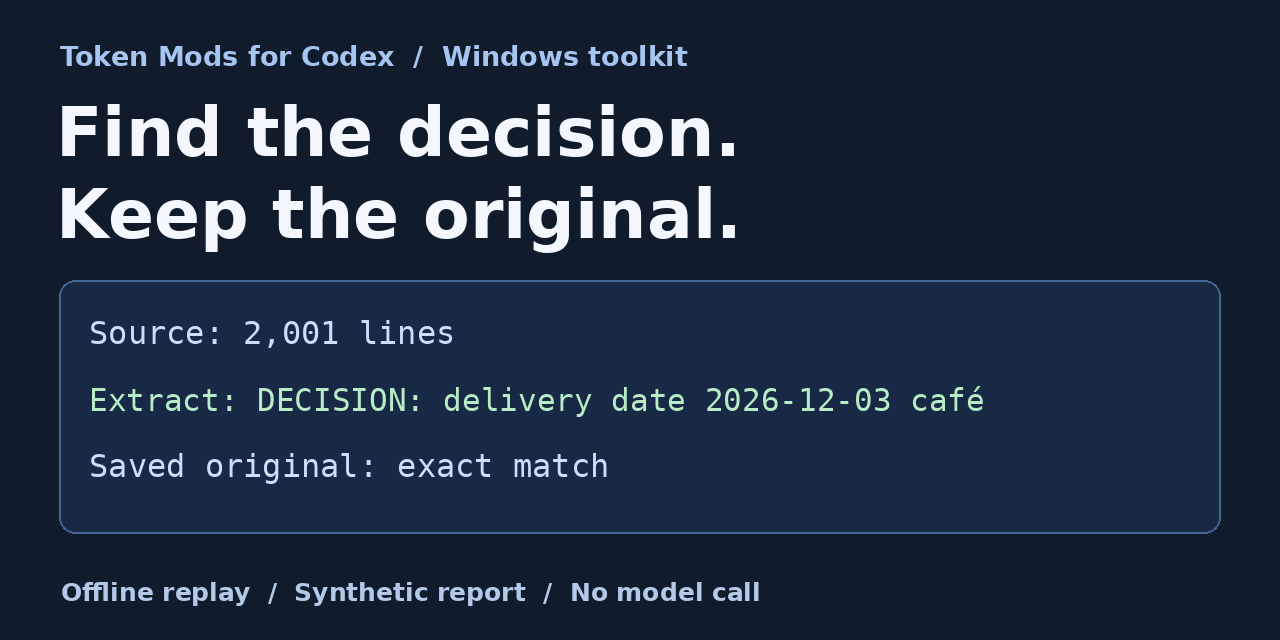 Token Mods for Codex / Windows toolkit
Find the decision.
Keep the original.
Source: 2,001 lines
Extract: DECISION: delivery date 2026-12-03 café
Saved original: exact match
Offline replay / Synthetic report / No model call